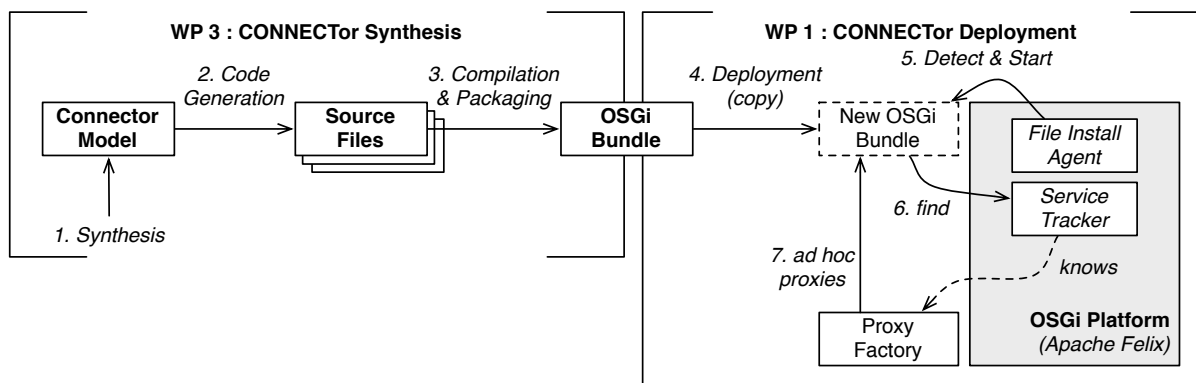 WP 3 : CONNECTor Synthesis
2. Code
Generation
3. Compilation
& Packaging
Connector
Model
Source
Files
OSGi
Bundle
1. Synthesis
WP 1 : CONNECTor Deployment
4. Deployment
(copy)
5. Detect & Start
New OSGi
Bundle
File Install
Agent
6. find
Service
Tracker
7. ad hoc
proxies
knows
Proxy
Factory
OSGi Platform
(Apache Felix)